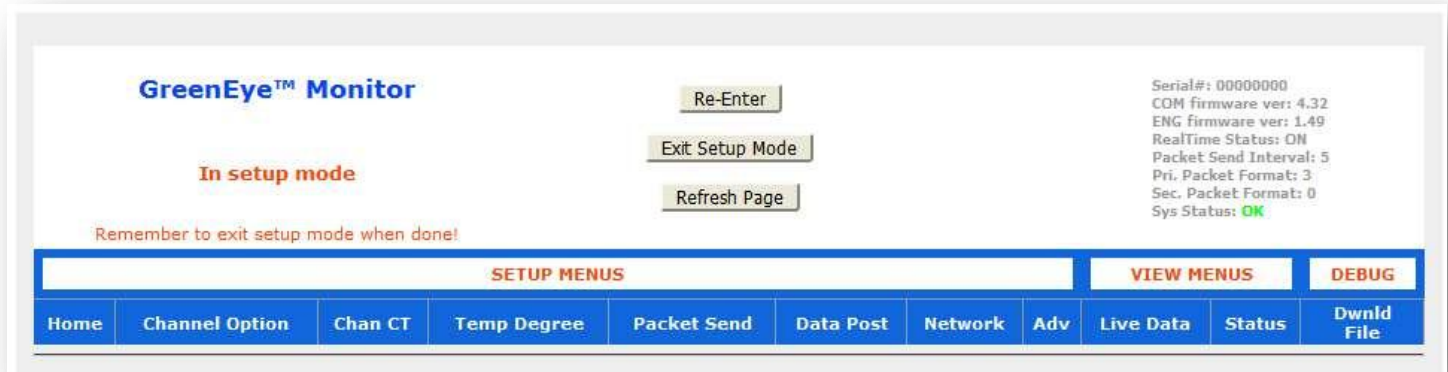 GreenEye™ Monitor
In setup mode
Remember to exit setup mode when done!
Re-Enter
Exit Setup Mode
Refresh Page
Serial#: 00000000
COM firmware ver: 4.32
ENG firmware ver: 1.49
RealTime Status: ON
Packet Send Interval: 5
Pri. Packet Format: 3
Sec. Packet Format: 0
Sys Status: OK
SETUP MENUS VIEW MENUS DEBUG
Home Channel Option Chan CT Temp Degree Packet Send Data Post Network Adv Live Data Status Dwnld
File